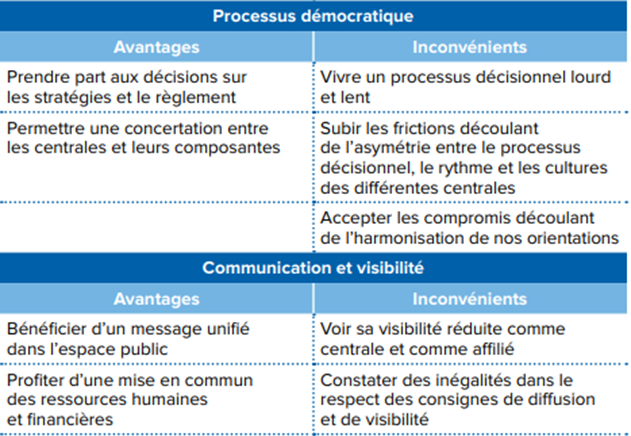 Processus démocratique
Avantages
Inconvénients
Prendre part aux décisions sur
les stratégies et le règlement
Vivre un processus décisionnel lourd
et lent
Permettre une concertation entre
les centrales et leurs composantes
Subir les frictions découlant
de l'asymétrie entre le processus
décisionnel, le rythme et les cultures
des différentes centrales
Accepter les compromis découlant
de l'harmonisation de nos orientations
Communication et visibilité
Avantages
Inconvénients
Bénéficier d'un message unifié
dans l'espace public
Voir sa visibilité réduite comme
centrale et comme affilié
Profiter d'une mise en commun
des ressources humaines
et financières
Constater des inégalités dans le
respect des consignes de diffusion
et de visibilité